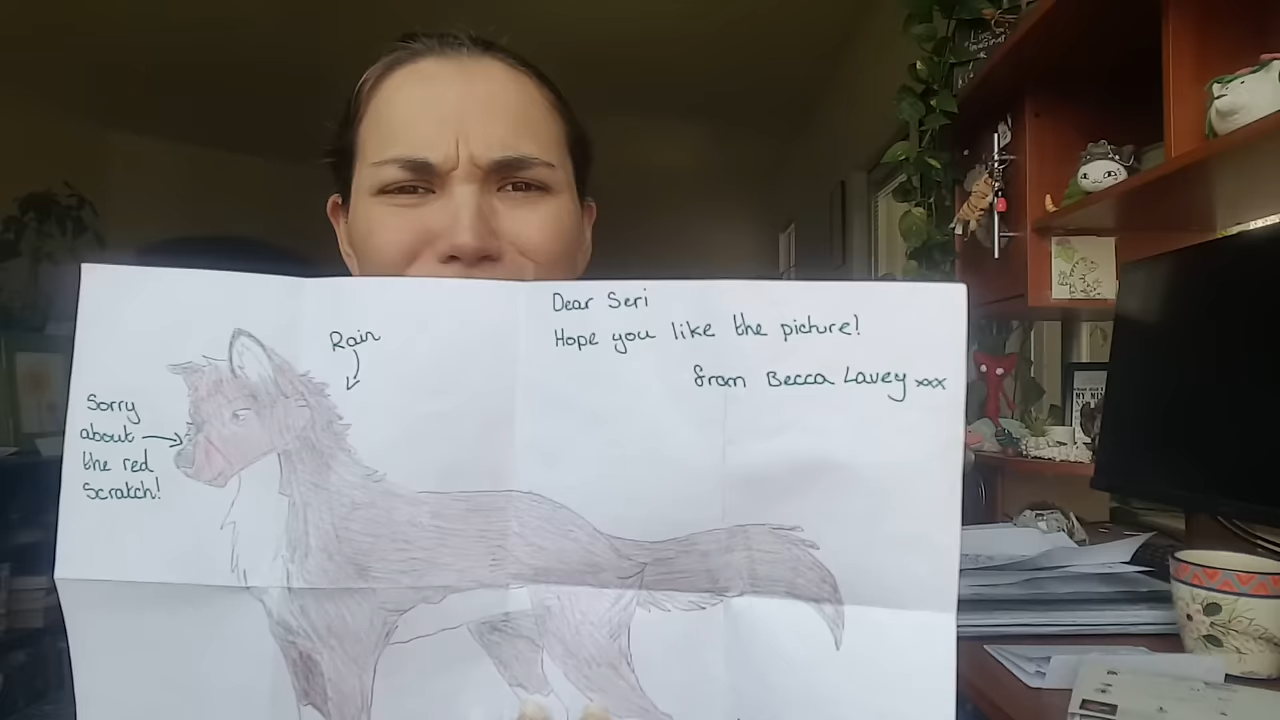 Dear Seri
Hope you like the picture!
from Becca Lavey xxx
Rain
Sorry
about
the red
Scratch!